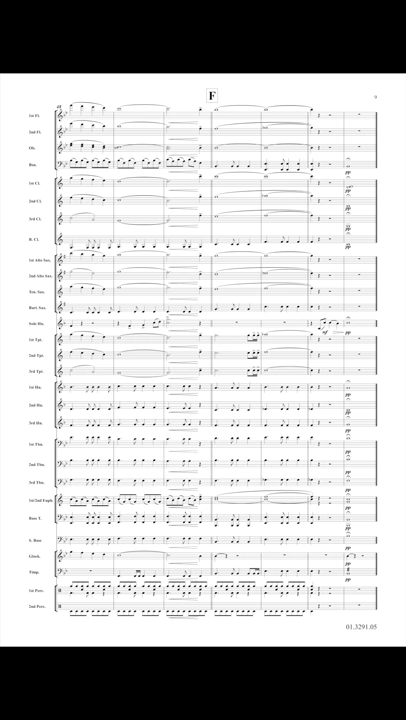 F
9
1st Fl.
2nd Fl.
Ob.
Bsn.
1st Cl.
2nd Cl.
3rd Cl.
B. Cl.
1st Alto Sax.
2nd Alto Sax.
Ten. Sax.
Bari. Sax.
Solo Hn.
mf
1st Tpt.
2nd Tpt.
3rd Tpt.
1st Hn.
2nd Hn.
3rd Hn.
1st Tbn.
2nd Tbn.
3rd Tbn.
1st/2nd Euph.
Bass T.
S. Bass
Glock.
Timp.
pp
1st Perc.
2nd Perc.
01.3291.05